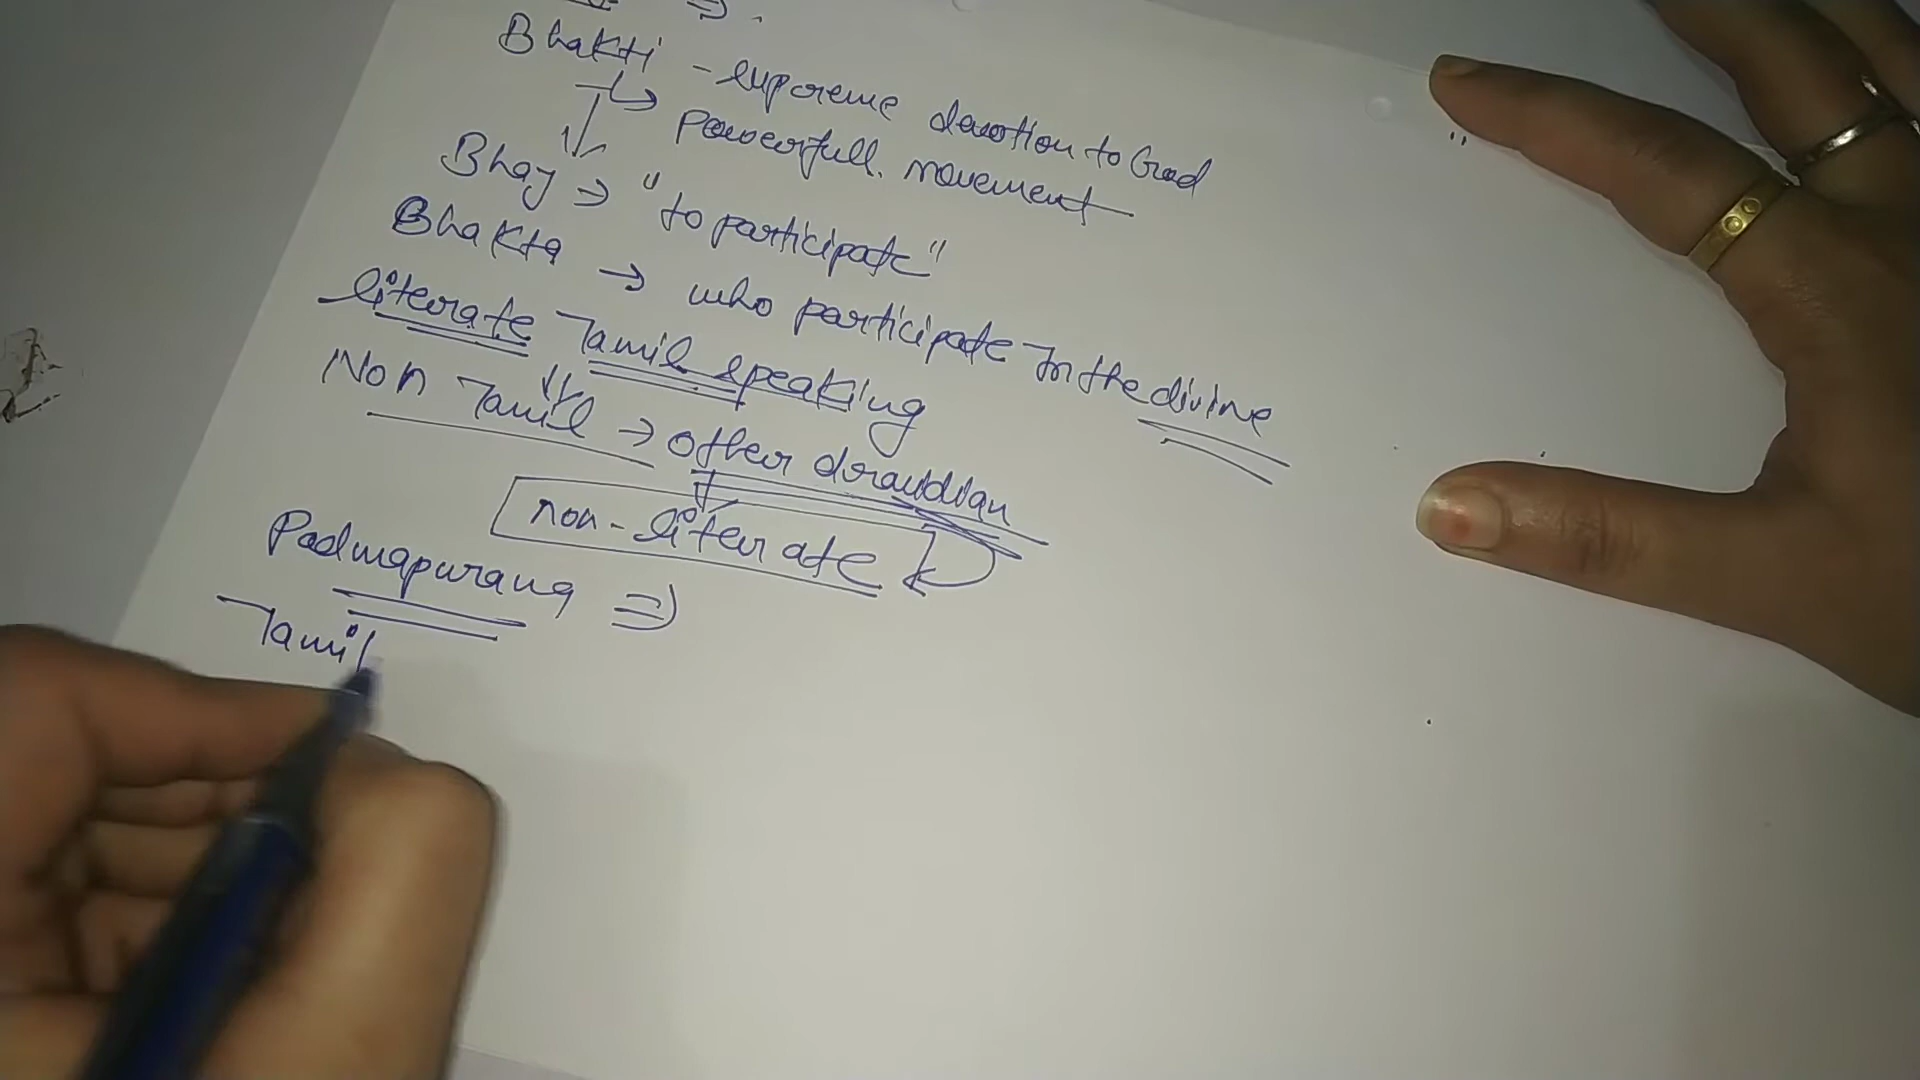 Bhakti - supreme devotion to God
↳ Powerfull. movement
Bhaj ⇒ "to participate"
Bhakta → who participate in the divine
literate Tamil speaking
Non Tamil → other dravidian
non-literate
Padmapurana ⇒
Tamil